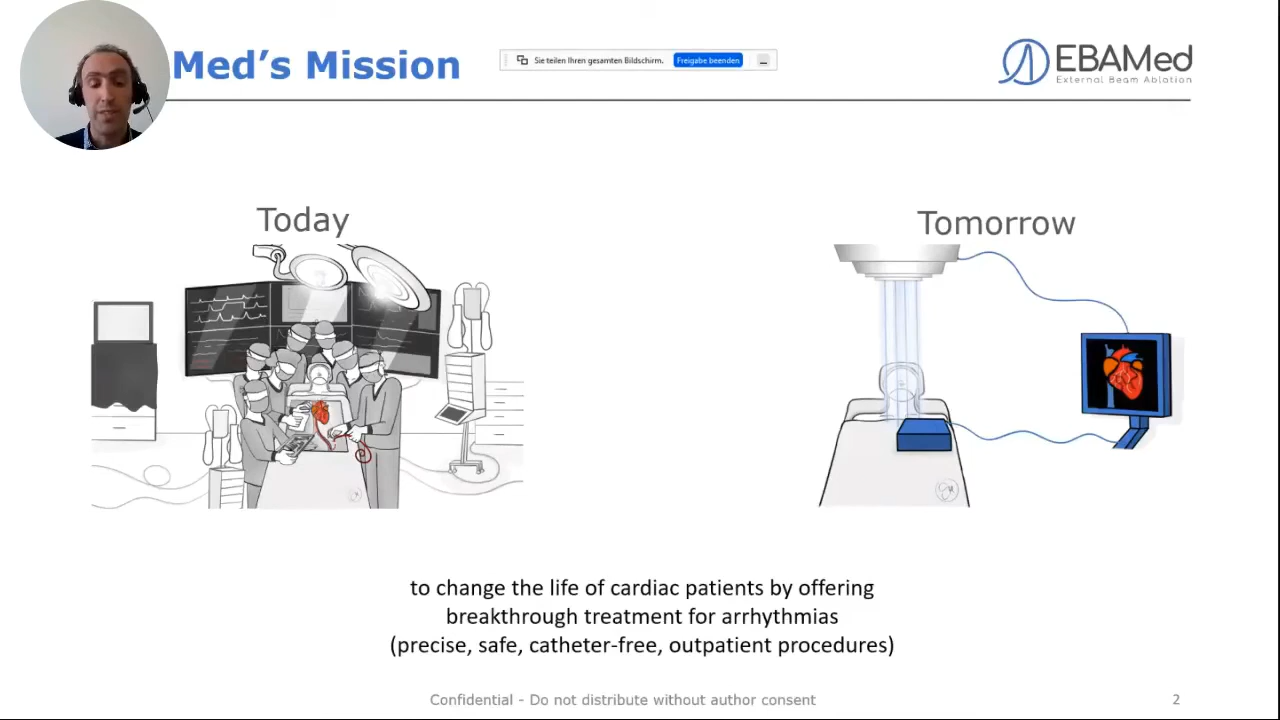 Med's Mission
Sie teilen Ihren gesamten Bildschirm.
Freigabe beenden
EBAMed
External Beam Ablation
Today
Tomorrow
to change the life of cardiac patients by offering
breakthrough treatment for arrhythmias
(precise, safe, catheter-free, outpatient procedures)
Confidential - Do not distribute without author consent
2